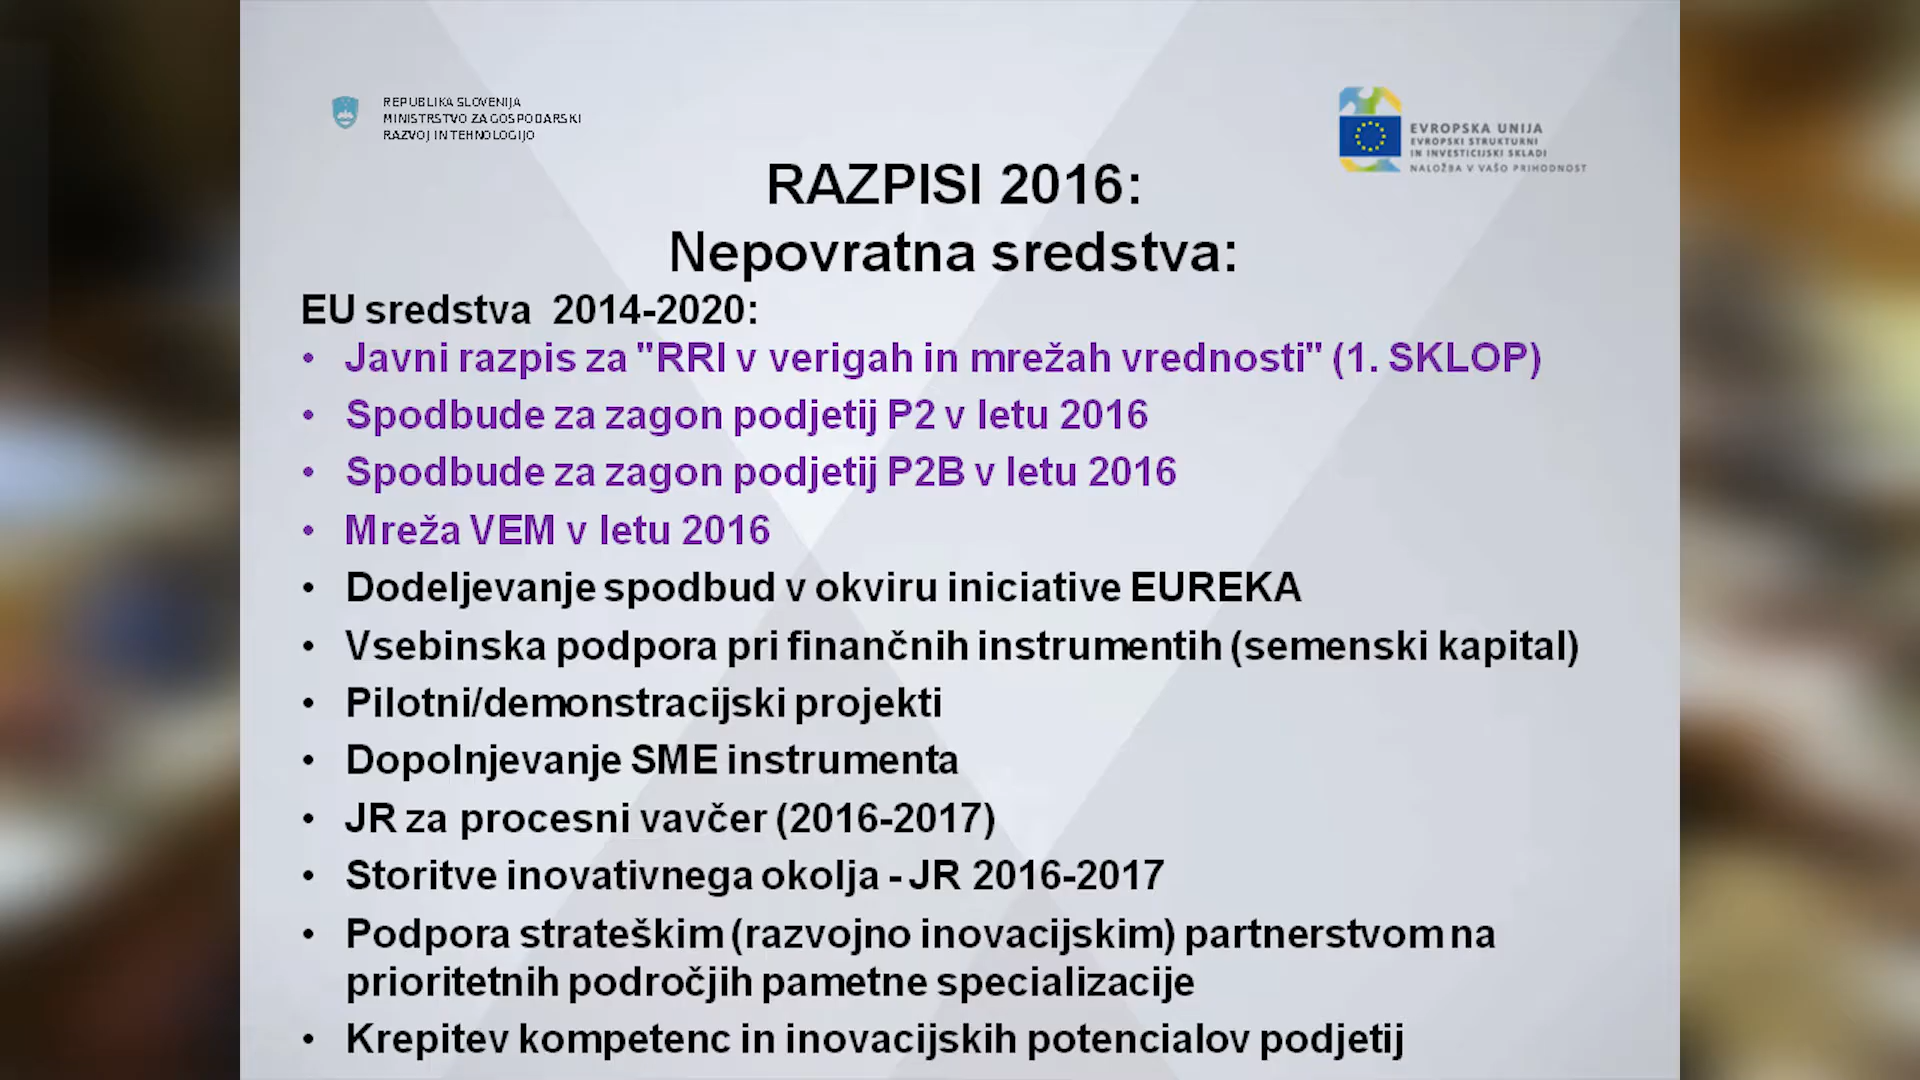 REPUBLIKA SLOVENIJA
MINISTRSTVO ZA GOSPODARSKI
RAZVOJ IN TEHNOLOGIJO
EVROPSKA UNIJA
EVROPSKI STRUKTURNI
IN INVESTICIJSKI SKLADI
NALOŽBA V VAŠO PRIHODNOST
RAZPISI 2016:
Nepovratna sredstva:
EU sredstva 2014-2020:
• Javni razpis za "RRI v verigah in mrežah vrednosti" (1. SKLOP)
• Spodbude za zagon podjetij P2 v letu 2016
• Spodbude za zagon podjetij P2B v letu 2016
• Mreža VEM v letu 2016
• Dodeljevanje spodbud v okviru iniciative EUREKA
• Vsebinska podpora pri finančnih instrumentih (semenski kapital)
• Pilotni/demonstracijski projekti
• Dopolnjevanje SME instrumenta
• JR za procesni vavčer (2016-2017)
• Storitve inovativnega okolja - JR 2016-2017
• Podpora strateškim (razvojno inovacijskim) partnerstvom na
prioritetnih področjih pametne specializacije
• Krepitev kompetenc in inovacijskih potencialov podjetij